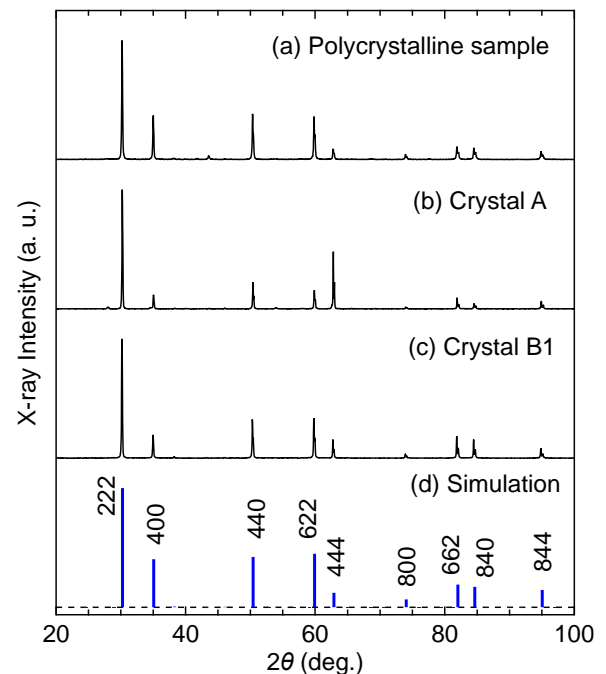 (a) Polycrystalline sample
(b) Crystal A
(c) Crystal B1
(d) Simulation
222
400
440
622
444
800
662
840
844
X-ray Intensity (a. u.)
20
40
60
80
100
2θ (deg.)